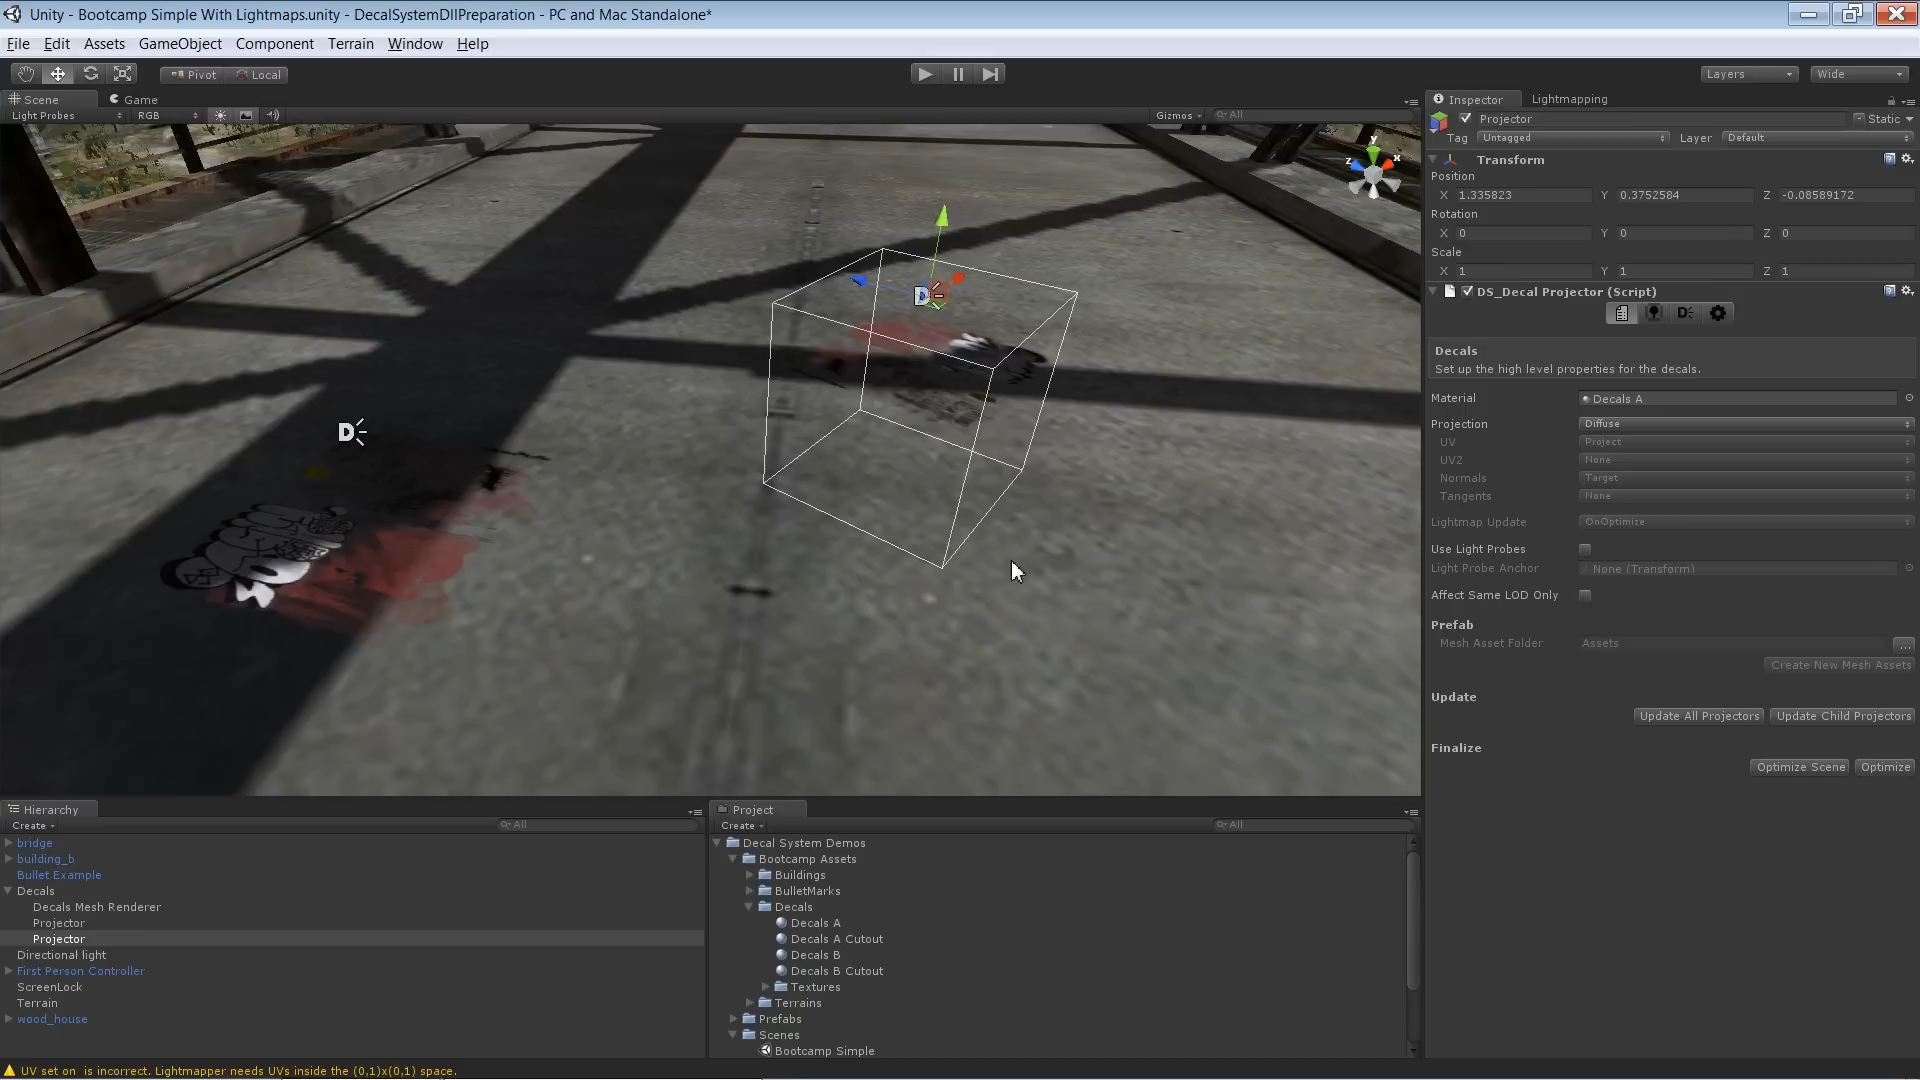 Unity - Bootcamp Simple With Lightmaps.unity - DecalSystemDllPreparation - PC and Mac Standalone*
File Edit Assets GameObject Component Terrain Window Help
Pivot Local Layers Wide
Scene Game
Light Probes RGB Gizmos All
Inspector Lightmapping
Projector Static
Tag Untagged Layer Default
Transform
Position
X 1.335823 Y 0.3752584 Z -0.08589172
Rotation
X 0 Y 0 Z 0
Scale
X 1 Y 1 Z 1
DS_Decal Projector (Script)
Decals
Set up the high level properties for the decals.
Material Decals A
Projection Diffuse
UV Project
UV2 None
Normals Target
Tangents None
Lightmap Update OnOptimize
Use Light Probes
Light Probe Anchor None (Transform)
Affect Same LOD Only
Prefab
Mesh Asset Folder Assets ...
Create New Mesh Assets
Update
Update All Projectors Update Child Projectors
Finalize
Optimize Scene Optimize
y
z x
D
D
Hierarchy
Create All
bridge
building_b
Bullet Example
Decals
Decals Mesh Renderer
Projector
Projector
Directional light
First Person Controller
ScreenLock
Terrain
wood_house
Project
Create All
Decal System Demos
Bootcamp Assets
Buildings
BulletMarks
Decals
Decals A
Decals A Cutout
Decals B
Decals B Cutout
Textures
Terrains
Prefabs
Scenes
Bootcamp Simple
UV set on  is incorrect. Lightmapper needs UVs inside the (0,1)x(0,1) space.